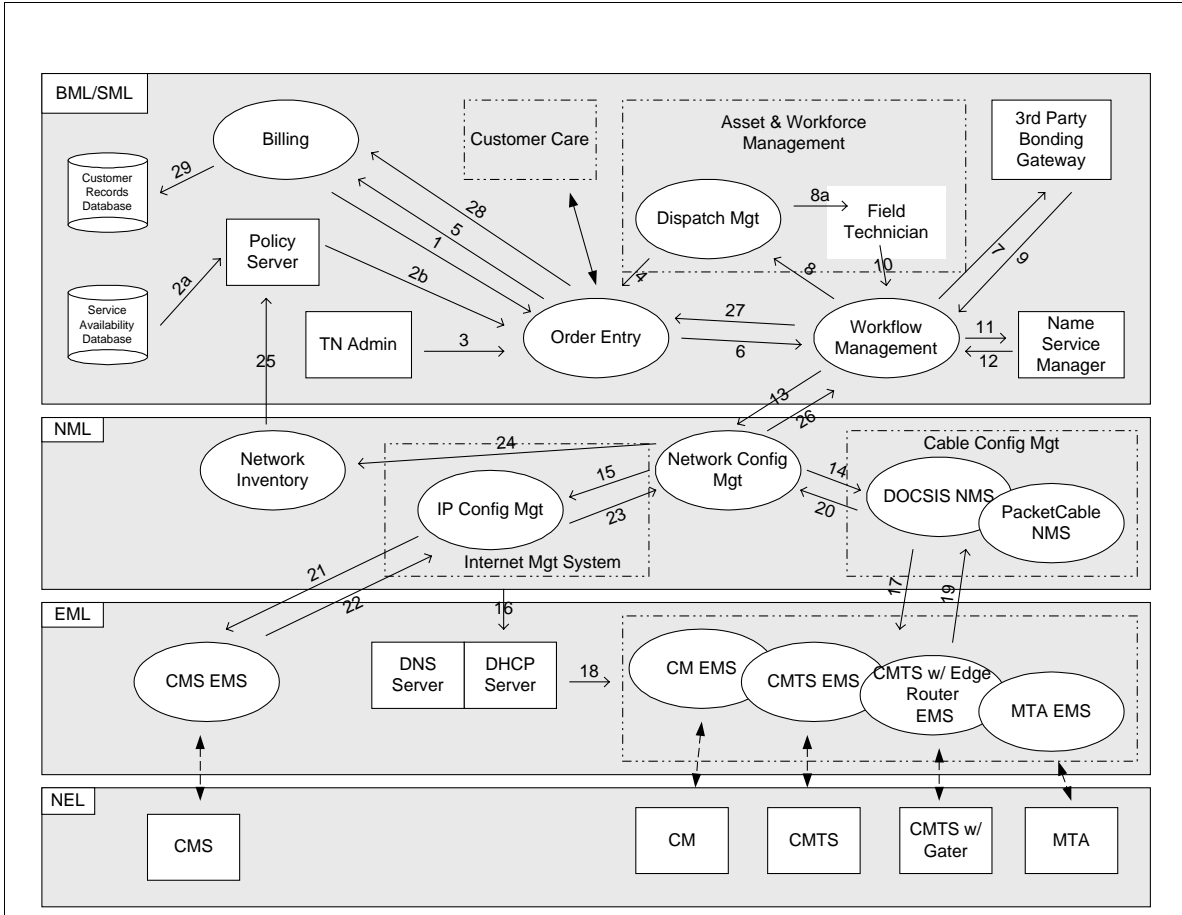 BML/SML
Billing
Customer Care
Asset & Workforce
Management
3rd Party
Bonding
Gateway
Customer
Records
Database
29
28
5
1
Dispatch Mgt
8a
Field
Technician
Policy
Server
2a
2b
4
8
10
7
9
Service
Availability
Database
25
TN Admin
3
Order Entry
27
6
Workflow
Management
11
12
Name
Service
Manager
13
26
NML
Network
Inventory
24
15
23
IP Config Mgt
Internet Mgt System
Network Config
Mgt
14
20
Cable Config Mgt
DOCSIS NMS
PacketCable
NMS
21
22
16
17
19
EML
CMS EMS
DNS
Server
DHCP
Server
18
CM EMS
CMTS EMS
CMTS w/ Edge
Router
EMS
MTA EMS
NEL
CMS
CM
CMTS
CMTS w/
Gater
MTA